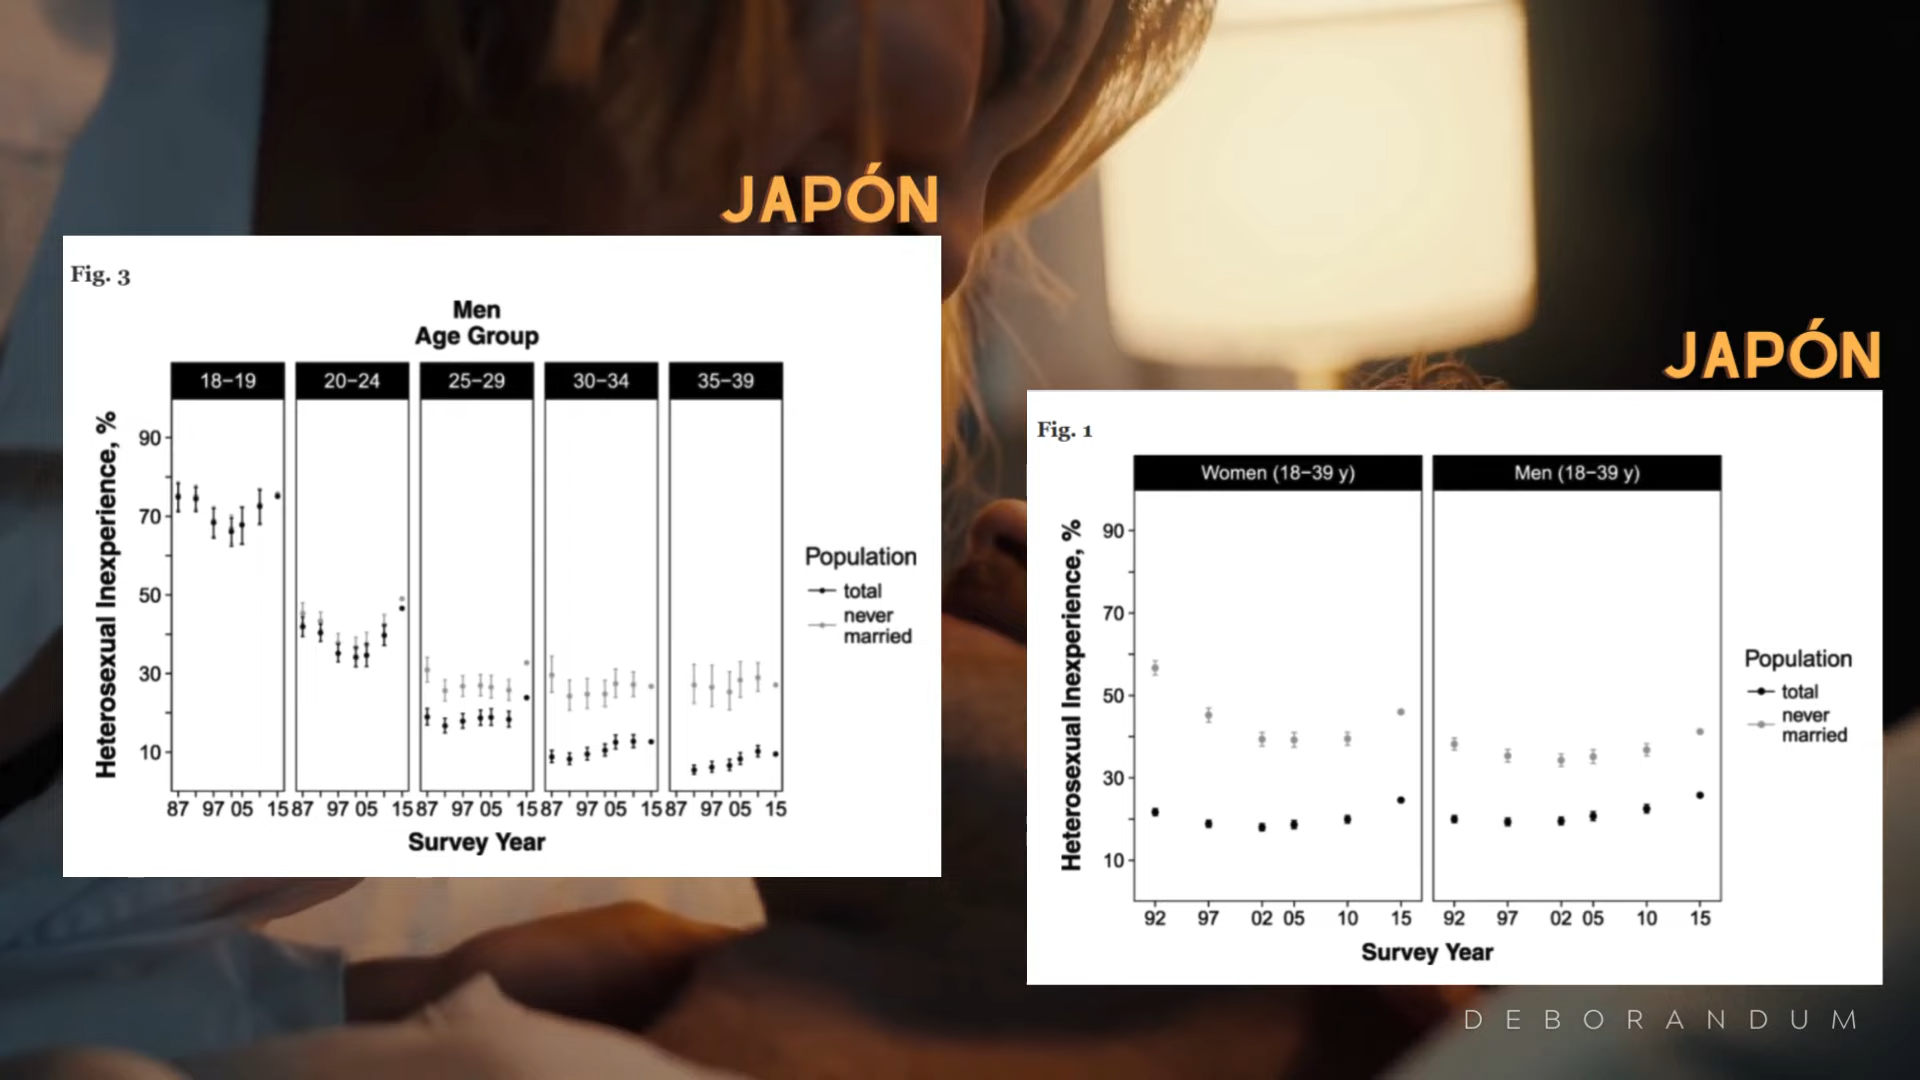 JAPÓN
Fig. 3
Men
Age Group
18–19 20–24 25–29 30–34 35–39
Heterosexual Inexperience, %
90
70
50
30
10
87 97 05 15 87 97 05 15 87 97 05 15 87 97 05 15 87 97 05 15
Survey Year
Population
total
never
married
JAPÓN
Fig. 1
Women (18–39 y) Men (18–39 y)
Heterosexual Inexperience, %
90
70
50
30
10
92 97 02 05 10 15 92 97 02 05 10 15
Survey Year
Population
total
never
married
DEBORANDUM